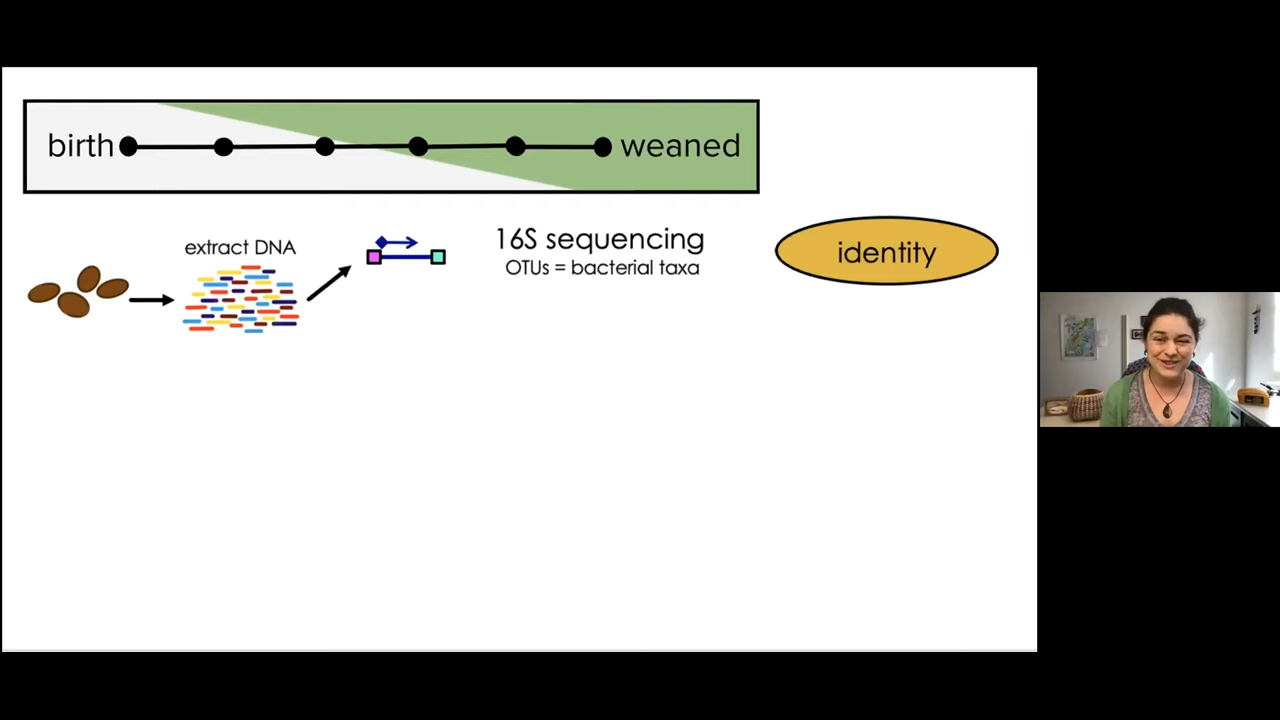 birth weaned
extract DNA
16S sequencing
OTUs = bacterial taxa
identity